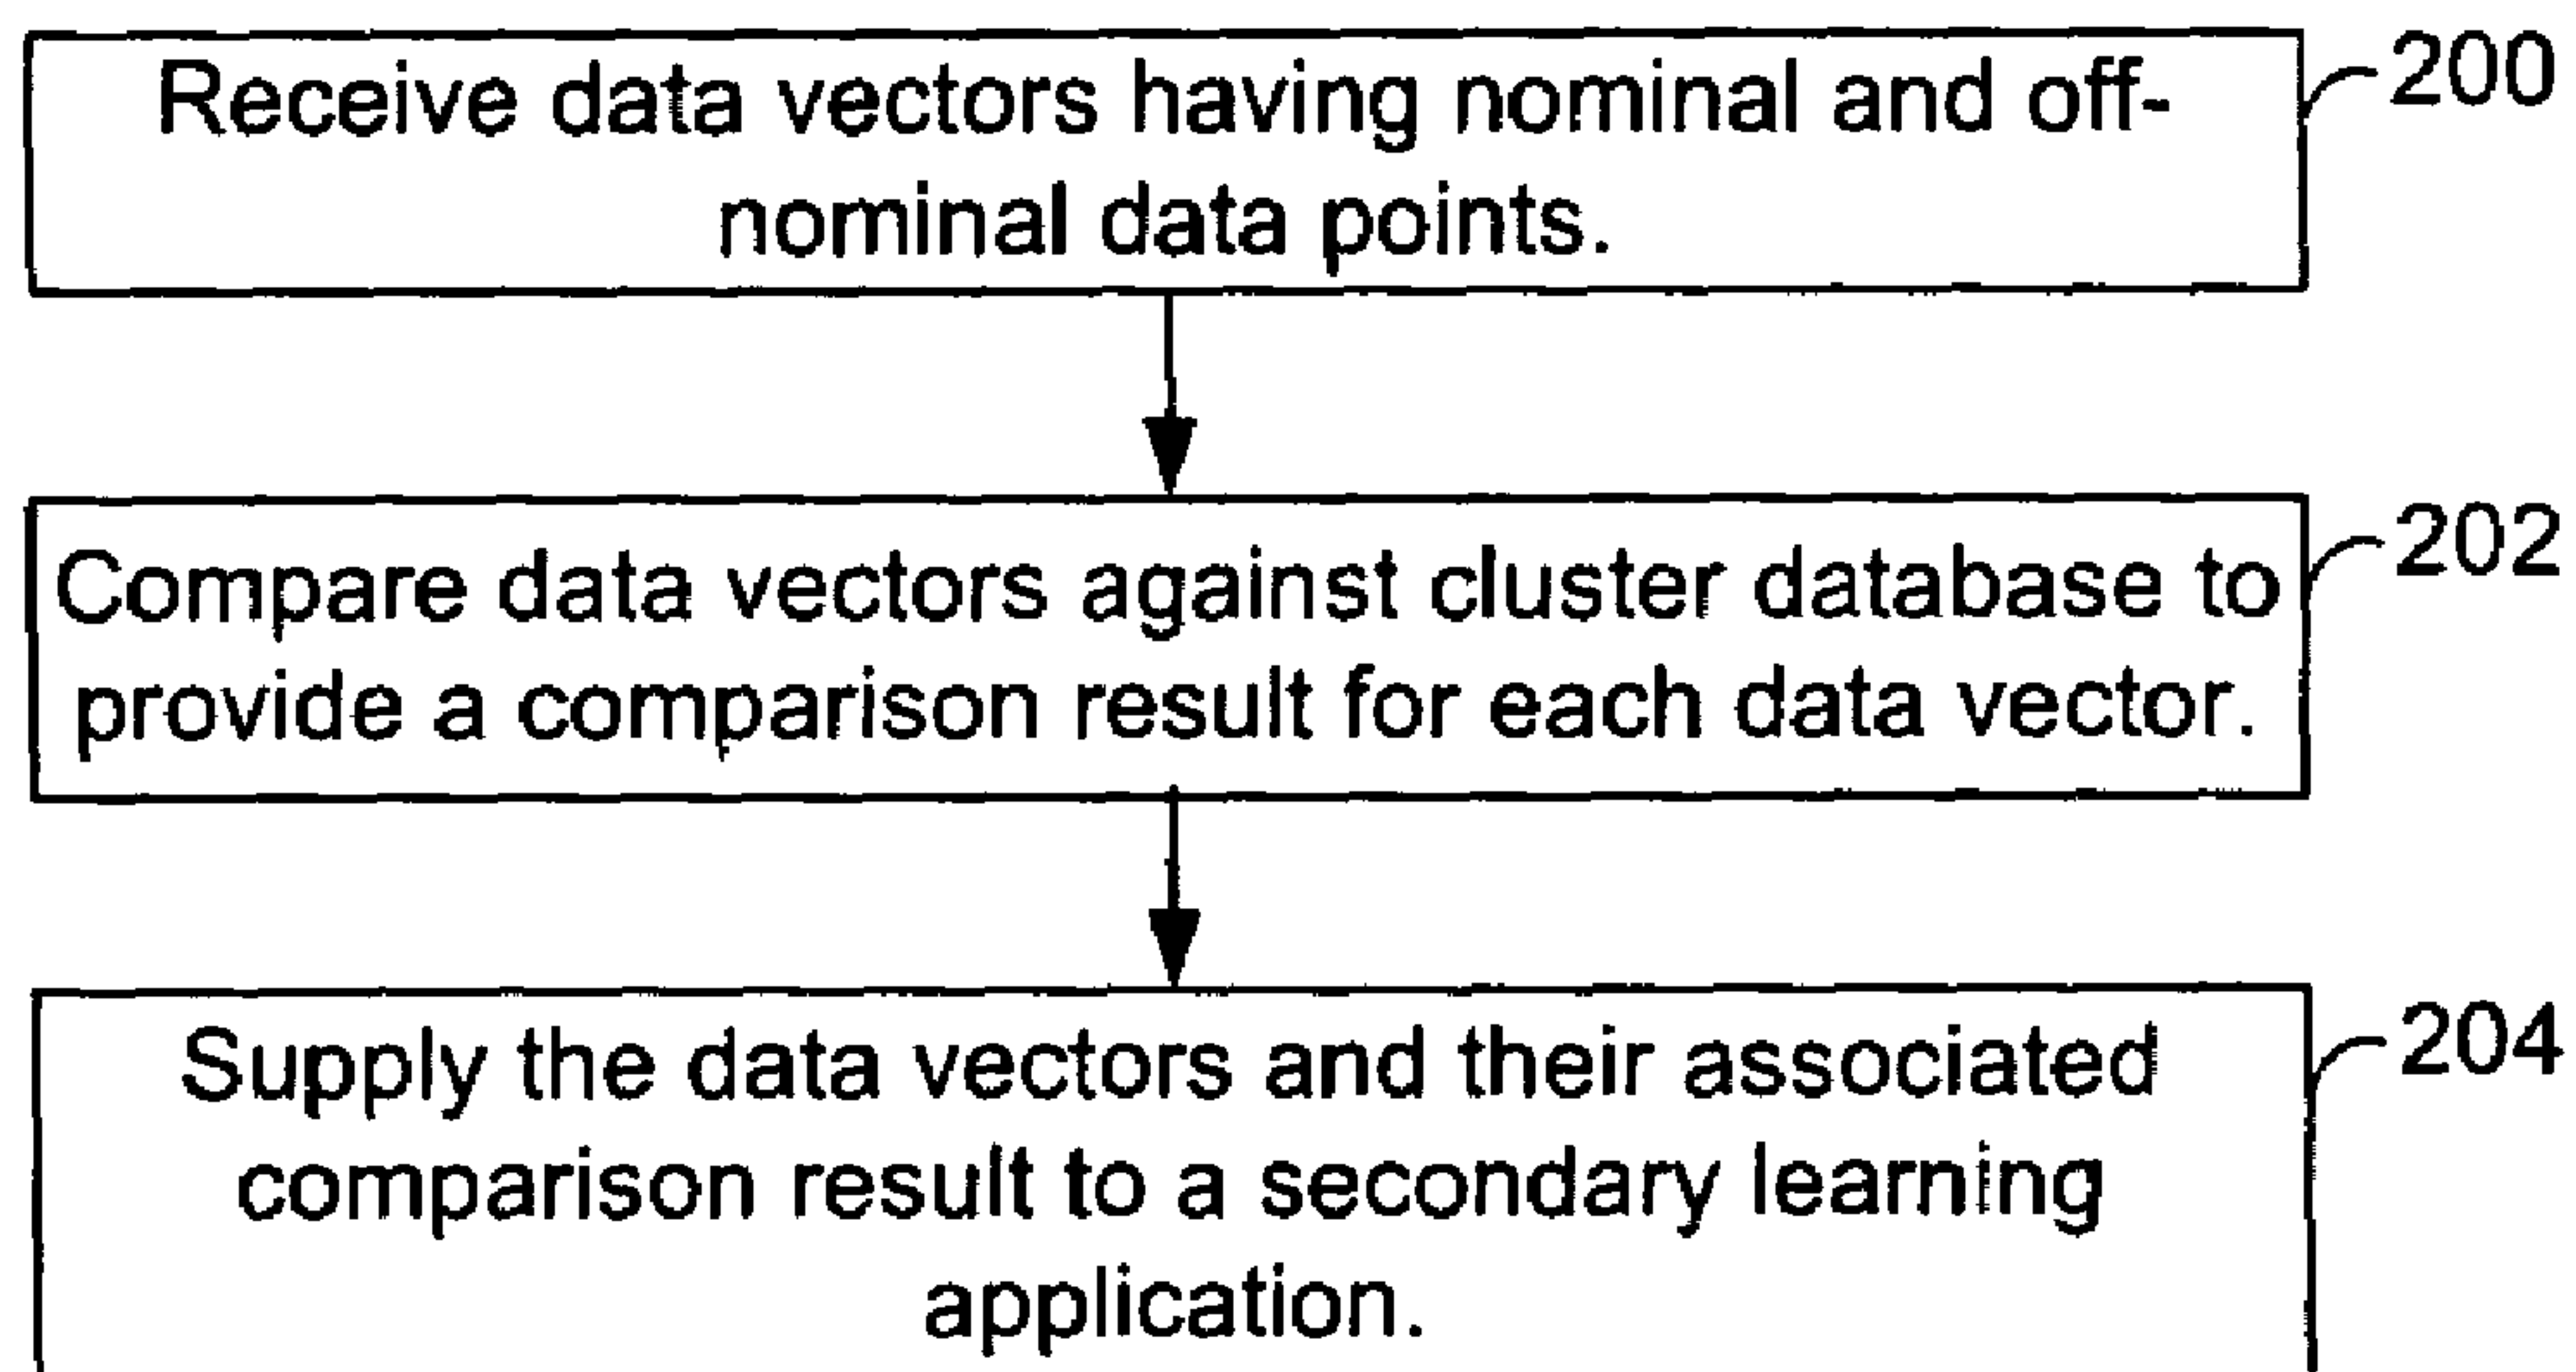 Receive data vectors having nominal and off-
nominal data points.
200
Compare data vectors against cluster database to
provide a comparison result for each data vector.
202
Supply the data vectors and their associated
comparison result to a secondary learning
application.
204